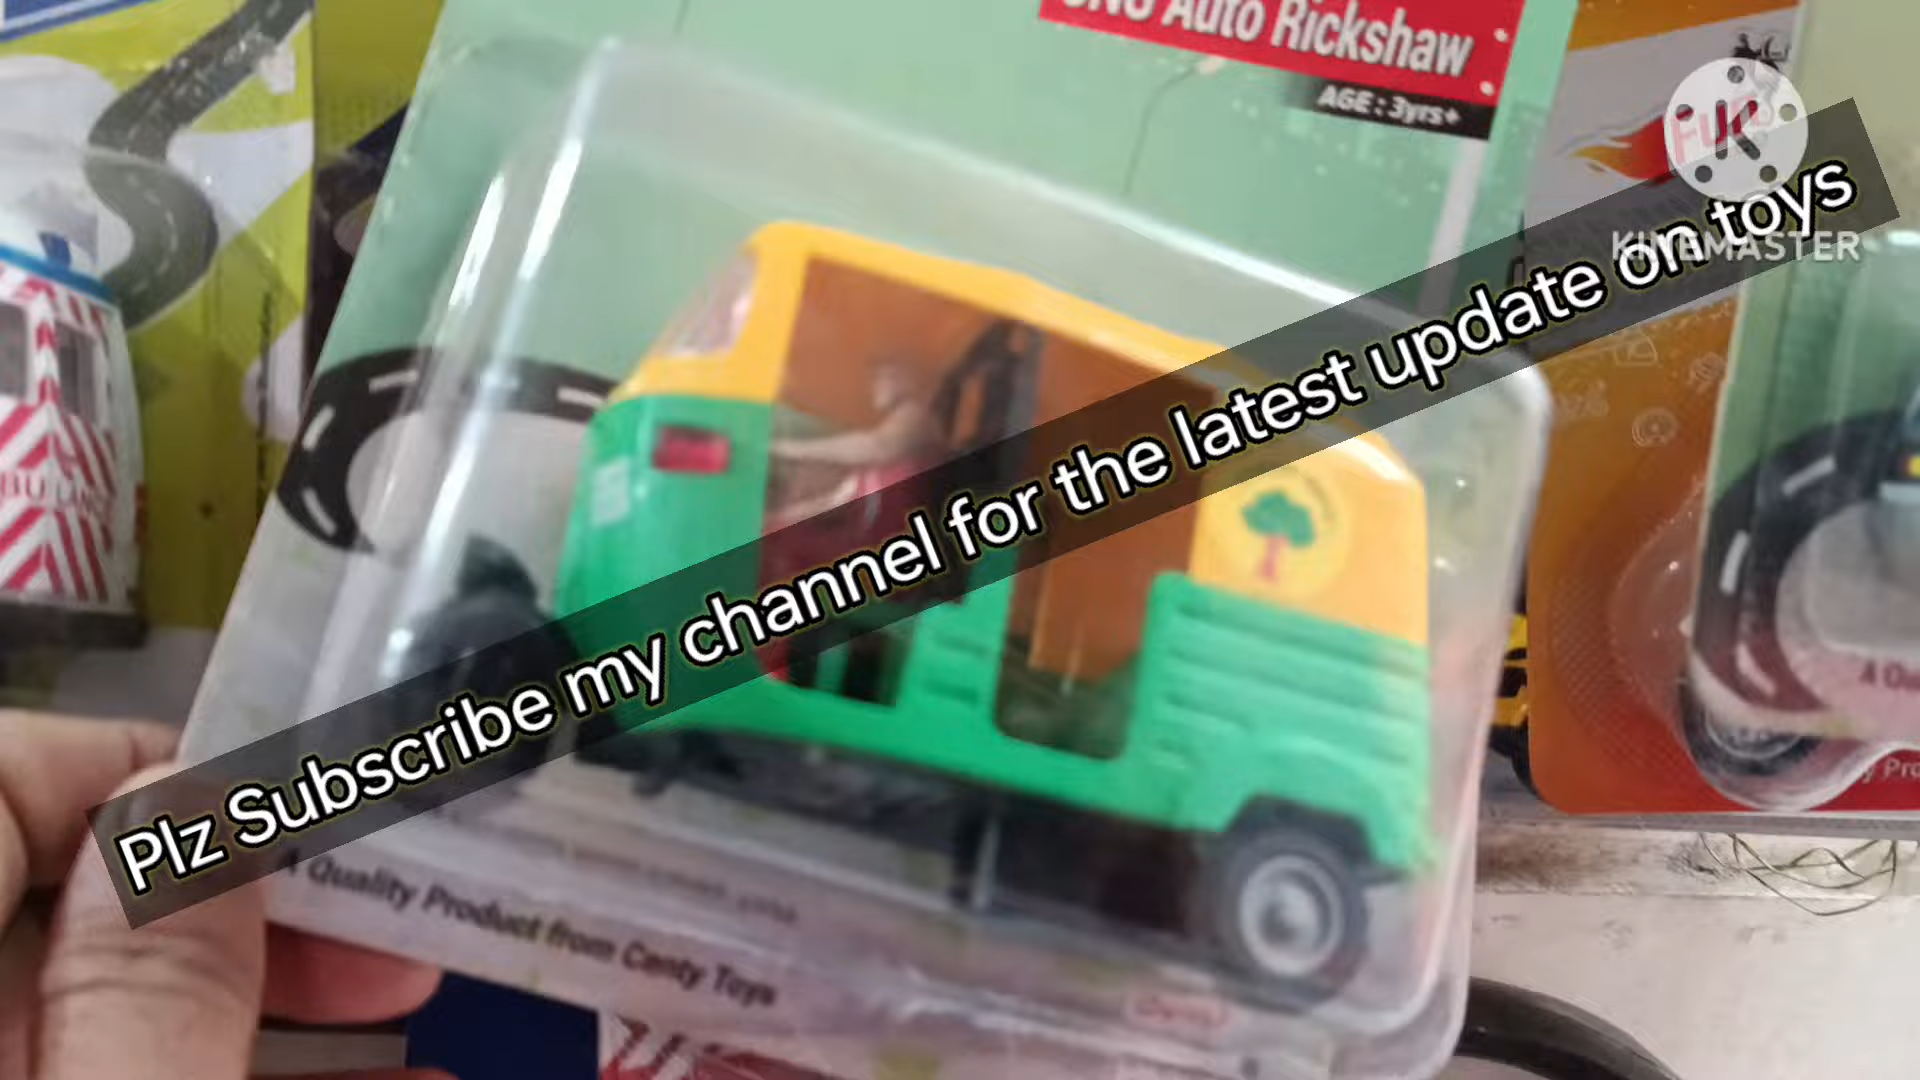 CNG Auto Rickshaw
AGE : 3yrs+
KINEMASTER
Plz Subscribe my channel for the latest update on toys
A Quality Product from Centy Toys